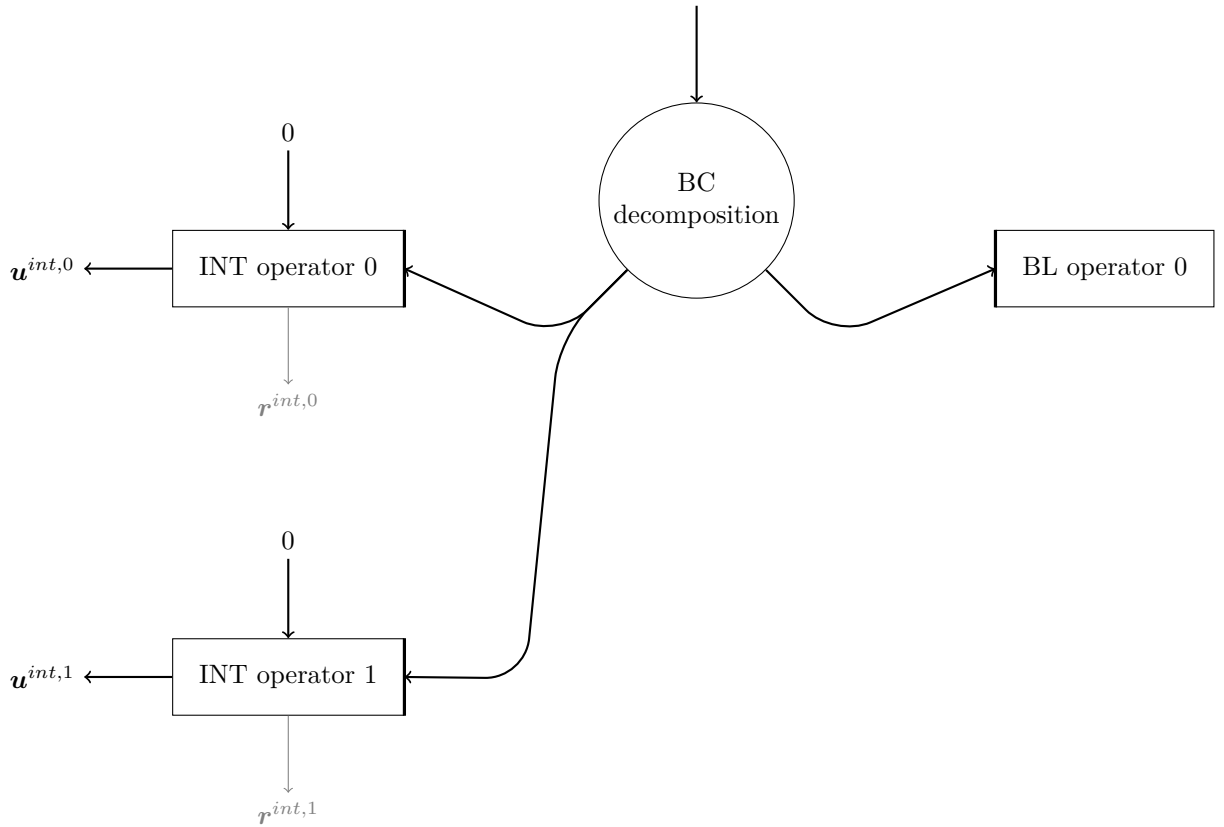 BC
decomposition
0
INT operator 0
BL operator 0
u^{int,0}
r^{int,0}
0
INT operator 1
u^{int,1}
r^{int,1}